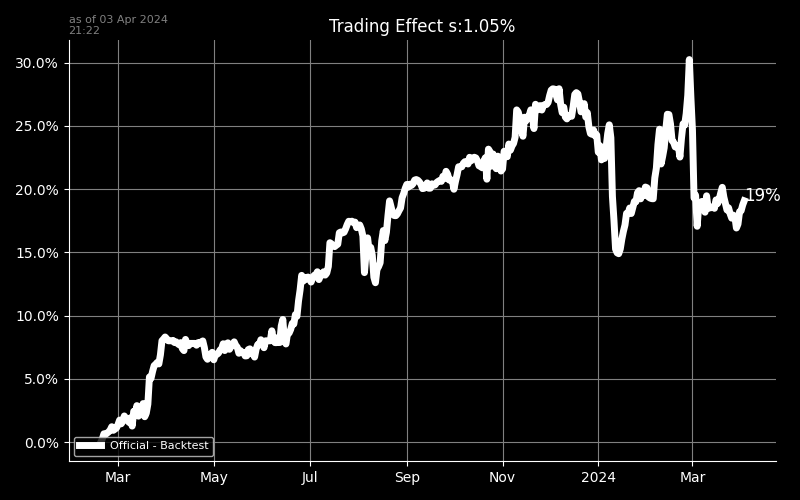 as of 03 Apr 2024
21:22
Trading Effect s:1.05%
30.0%
25.0%
20.0%
15.0%
10.0%
5.0%
0.0%
19%
Official - Backtest
Mar May Jul Sep Nov 2024 Mar